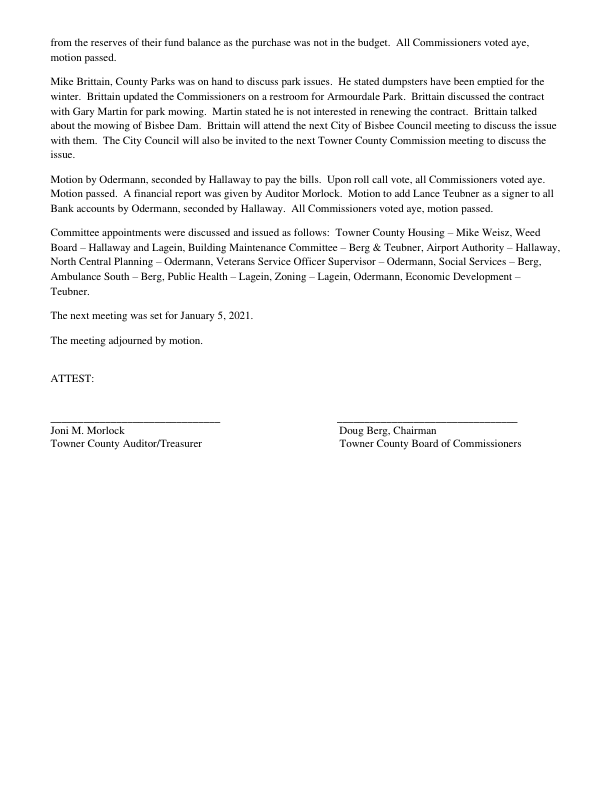 from the reserves of their fund balance as the purchase was not in the budget.  All Commissioners voted aye,
motion passed.
Mike Brittain, County Parks was on hand to discuss park issues.  He stated dumpsters have been emptied for the
winter.  Brittain updated the Commissioners on a restroom for Armourdale Park.  Brittain discussed the contract
with Gary Martin for park mowing.  Martin stated he is not interested in renewing the contract.  Brittain talked
about the mowing of Bisbee Dam.  Brittain will attend the next City of Bisbee Council meeting to discuss the issue
with them.  The City Council will also be invited to the next Towner County Commission meeting to discuss the
issue.
Motion by Odermann, seconded by Hallaway to pay the bills.  Upon roll call vote, all Commissioners voted aye.
Motion passed.  A financial report was given by Auditor Morlock.  Motion to add Lance Teubner as a signer to all
Bank accounts by Odermann, seconded by Hallaway.  All Commissioners voted aye, motion passed.
Committee appointments were discussed and issued as follows:  Towner County Housing – Mike Weisz, Weed
Board – Hallaway and Lagein, Building Maintenance Committee – Berg & Teubner, Airport Authority – Hallaway,
North Central Planning – Odermann, Veterans Service Officer Supervisor – Odermann, Social Services – Berg,
Ambulance South – Berg, Public Health – Lagein, Zoning – Lagein, Odermann, Economic Development –
Teubner.
The next meeting was set for January 5, 2021.
The meeting adjourned by motion.
ATTEST:
Joni M. Morlock Doug Berg, Chairman
Towner County Auditor/Treasurer Towner County Board of Commissioners